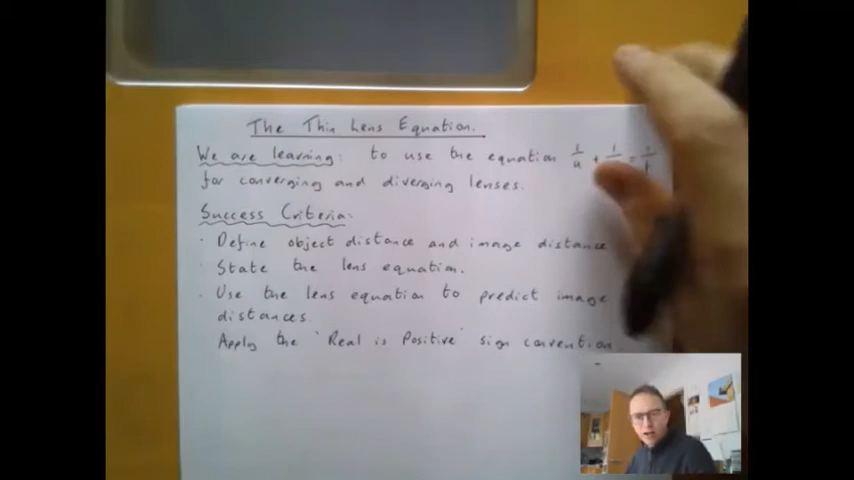 The Thin Lens Equation.
We are learning: to use the equation 1/u + 1/ = 1/f
for converging and diverging lenses.
Success Criteria:
· Define object distance and image distance
· State the lens equation.
· Use the lens equation to predict image
distances.
Apply the 'Real is Positive' sign convention.